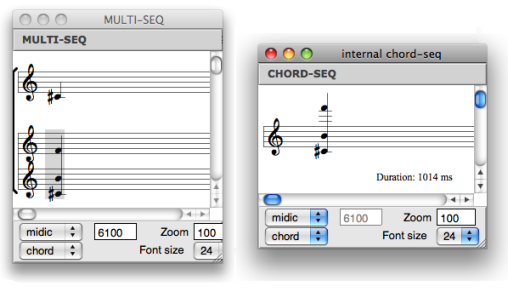 MULTI-SEQ
MULTI-SEQ
midic 6100 Zoom 100
chord Font size 24
internal chord-seq
CHORD-SEQ
Duration: 1014 ms
midic 6100 Zoom 100
chord Font size 24